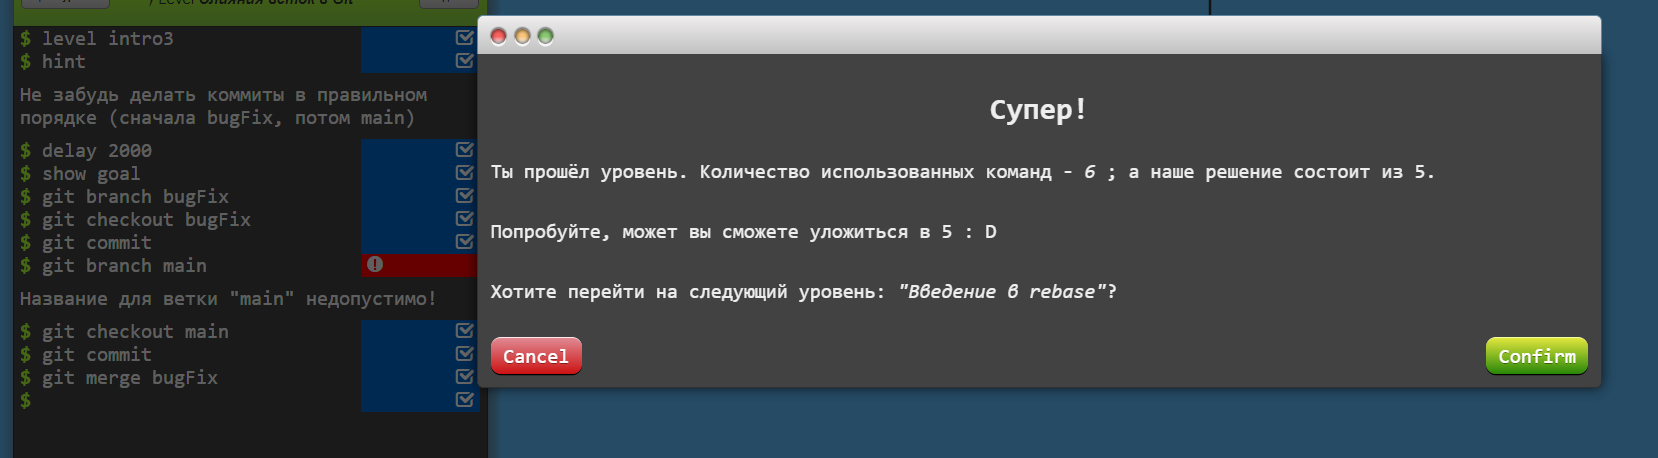 Level Слияния веток в Git
$ level intro3
$ hint
Не забудь делать коммиты в правильном
порядке (сначала bugFix, потом main)
$ delay 2000
$ show goal
$ git branch bugFix
$ git checkout bugFix
$ git commit
$ git branch main
Название для ветки "main" недопустимо!
$ git checkout main
$ git commit
$ git merge bugFix
$
Супер!
Ты прошёл уровень. Количество использованных команд - 6 ; а наше решение состоит из 5.
Попробуйте, может вы сможете уложиться в 5 : D
Хотите перейти на следующий уровень: "Введение в rebase"?
Cancel
Confirm